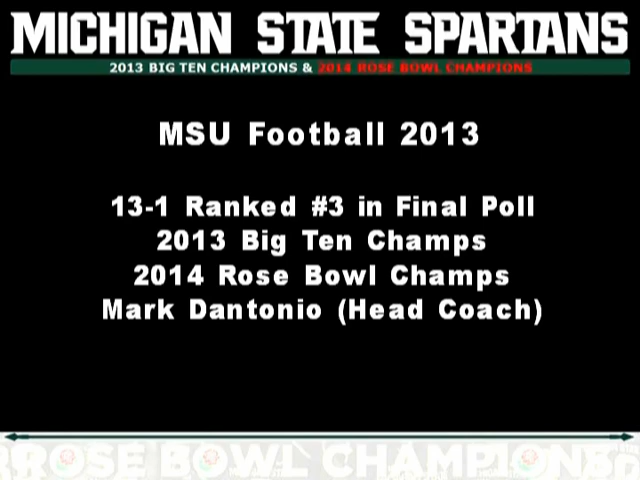 MICHIGAN STATE SPARTANS
2013 BIG TEN CHAMPIONS & 2014 ROSE BOWL CHAMPIONS
MSU Football 2013
13-1 Ranked #3 in Final Poll
2013 Big Ten Champs
2014 Rose Bowl Champs
Mark Dantonio (Head Coach)
ROSE BOWL CHAMPIONS